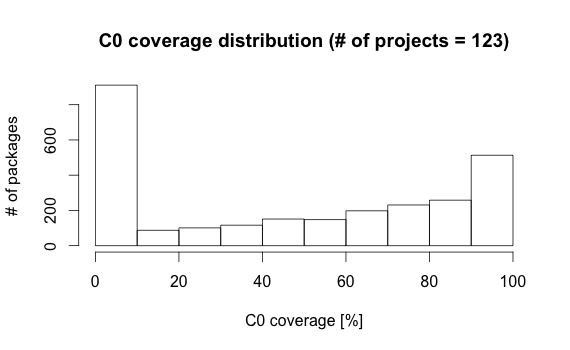 C0 coverage distribution (# of projects = 123)
# of packages
600
200
0
0 20 40 60 80 100
C0 coverage [%]